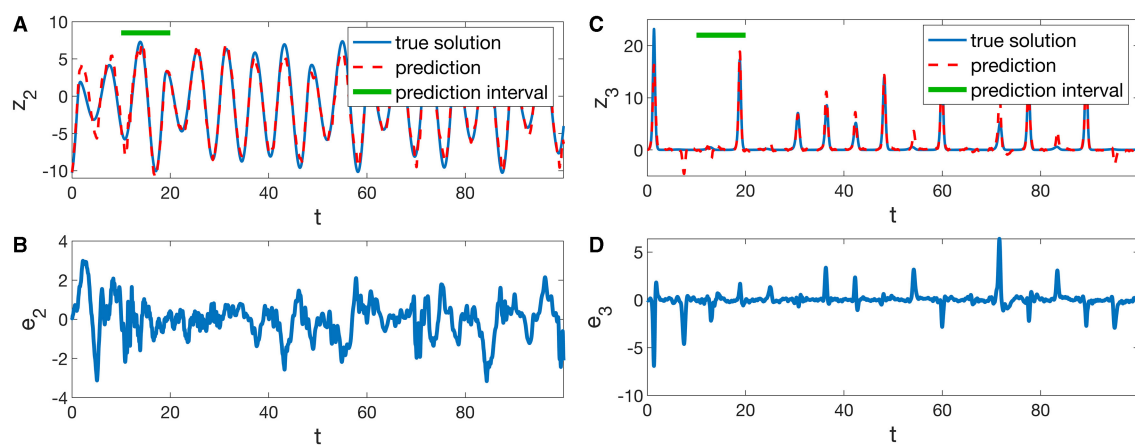 A
10
5
0
-5
-10
z2
true solution
prediction
prediction interval
0 20 40 60 80
t
B
4
2
0
-2
-4
e2
0 20 40 60 80
t
C
20
10
0
z3
true solution
prediction
prediction interval
0 20 40 60 80
t
D
5
0
-5
-10
e3
0 20 40 60 80
t